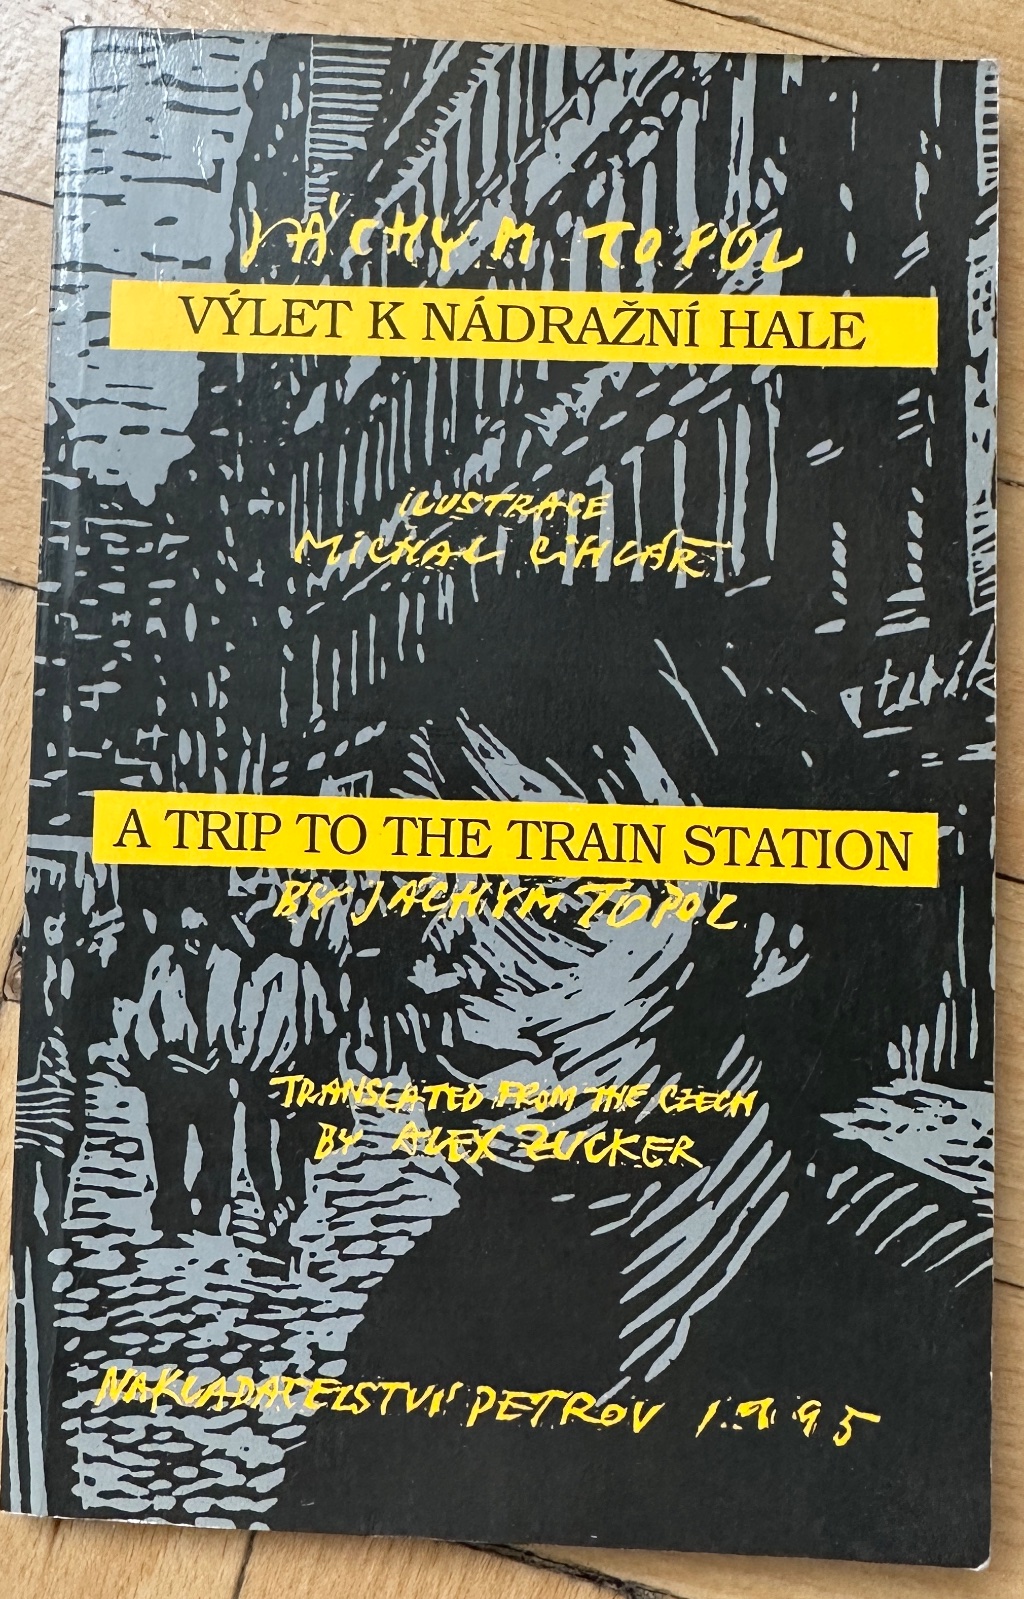 JÁCHYM TOPOL
VÝLET K NÁDRAŽNÍ HALE
iLUSTRACE
MiCHAL CiHLÁŘ
A TRIP TO THE TRAIN STATION
BY JÁCHYM TOPOL
TRANSLATED FROM THE CZECH
BY ALEX ZUCKER
NAKLADATELSTVÍ PETROV 1995